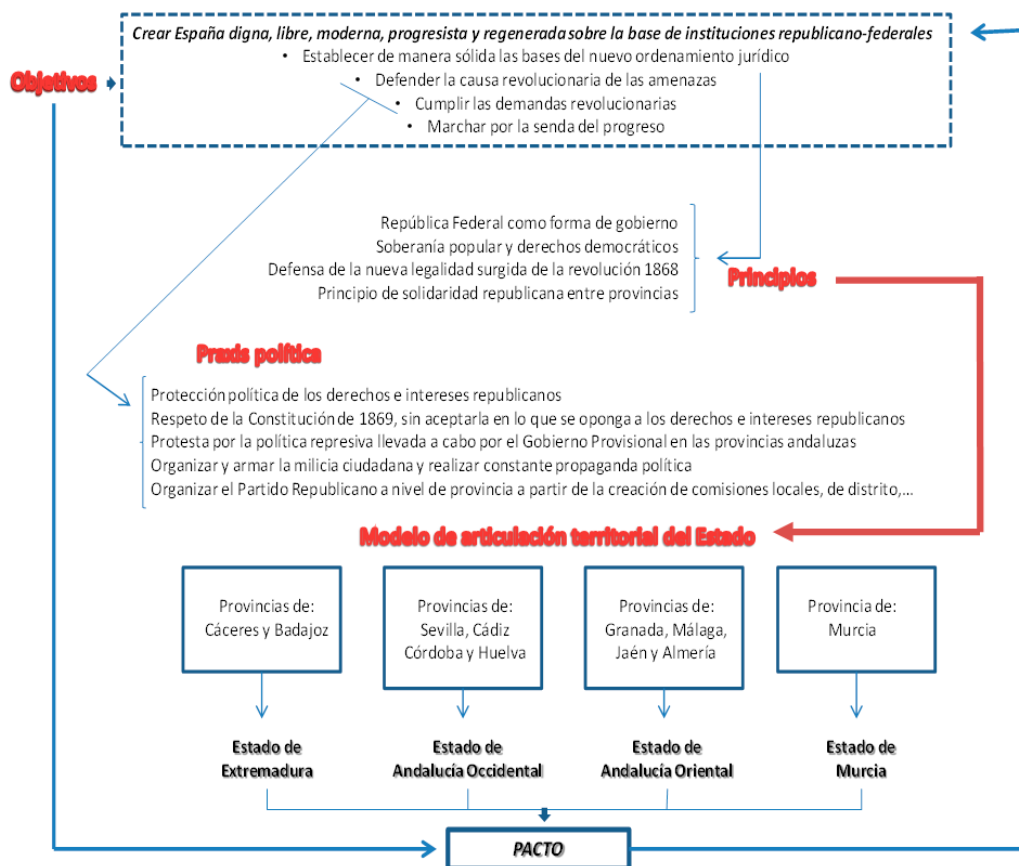 Crear España digna, libre, moderna, progresista y regenerada sobre la base de instituciones republicano-federales
• Establecer de manera sólida las bases del nuevo ordenamiento jurídico
Objetivos
• Defender la causa revolucionaria de las amenazas
• Cumplir las demandas revolucionarias
• Marchar por la senda del progreso
República Federal como forma de gobierno
Soberanía popular y derechos democráticos
Defensa de la nueva legalidad surgida de la revolución 1868
Principio de solidaridad republicana entre provincias
Principios
Praxis política
Protección política de los derechos e intereses republicanos
Respeto de la Constitución de 1869, sin aceptarla en lo que se oponga a los derechos e intereses republicanos
Protesta por la política represiva llevada a cabo por el Gobierno Provisional en las provincias andaluzas
Organizar y armar la milicia ciudadana y realizar constante propaganda política
Organizar el Partido Republicano a nivel de provincia a partir de la creación de comisiones locales, de distrito,...
Modelo de articulación territorial del Estado
Provincias de:
Cáceres y Badajoz
Provincias de:
Sevilla, Cádiz
Córdoba y Huelva
Provincias de:
Granada, Málaga,
Jaén y Almería
Provincia de:
Murcia
Estado de
Extremadura
Estado de
Andalucía Occidental
Estado de
Andalucía Oriental
Estado de
Murcia
PACTO